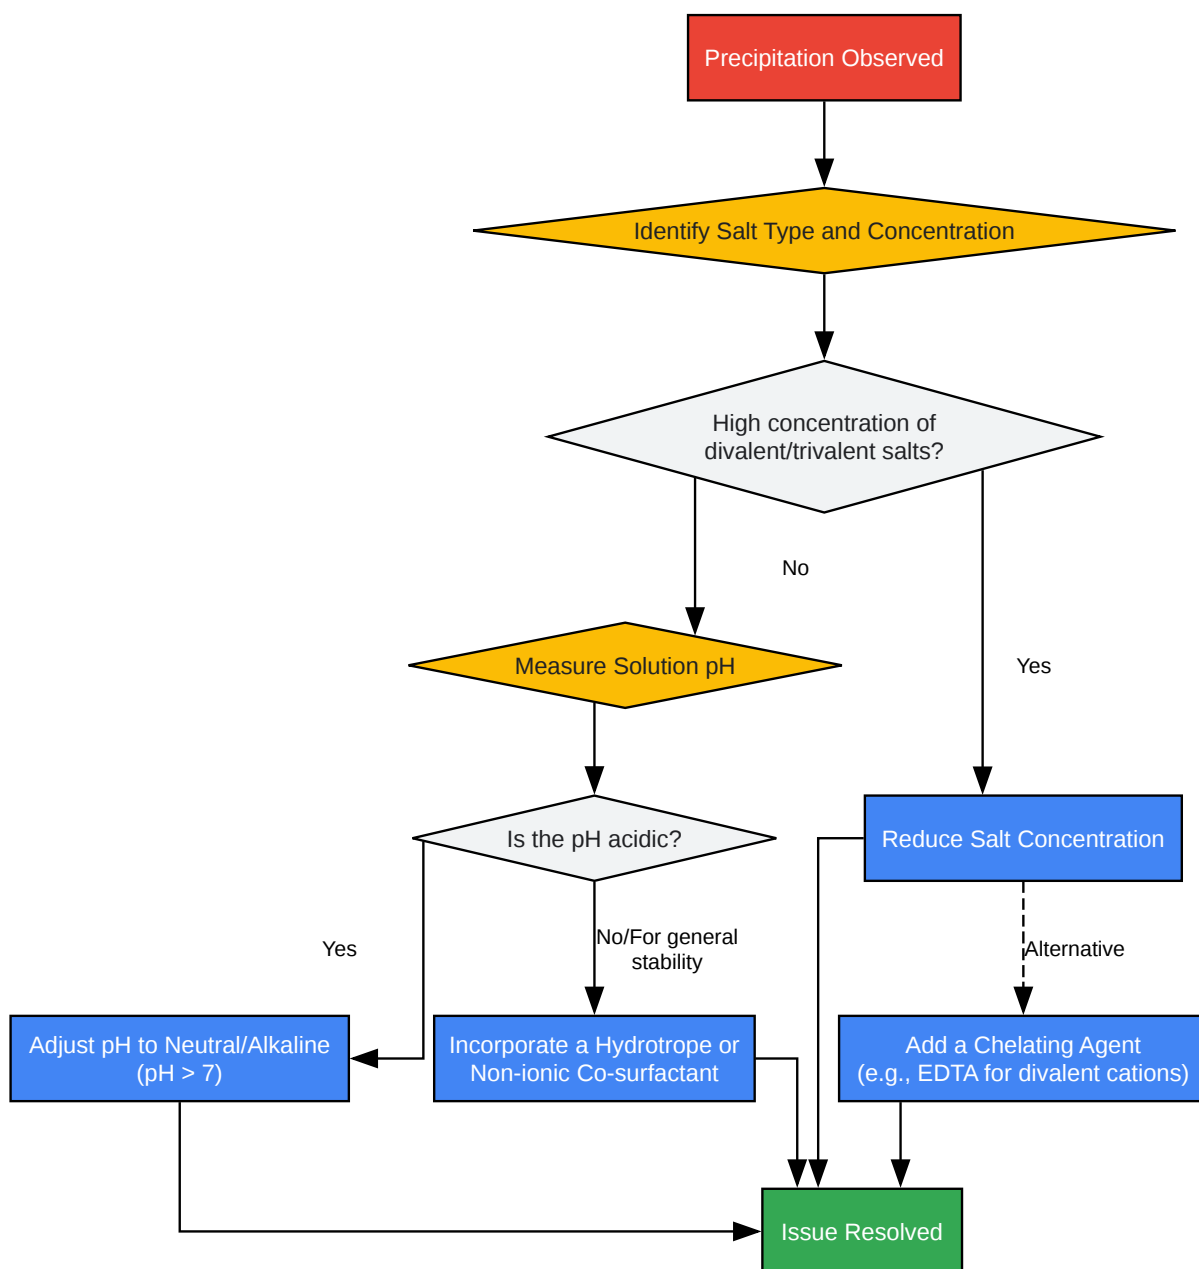 Precipitation Observed
Identify Salt Type and Concentration
High concentration of
divalent/trivalent salts?
No
Measure Solution pH
Yes
Is the pH acidic?
Reduce Salt Concentration
Yes
No/For general
stability
Alternative
Adjust pH to Neutral/Alkaline
(pH > 7)
Incorporate a Hydrotrope or
Non-ionic Co-surfactant
Add a Chelating Agent
(e.g., EDTA for divalent cations)
Issue Resolved